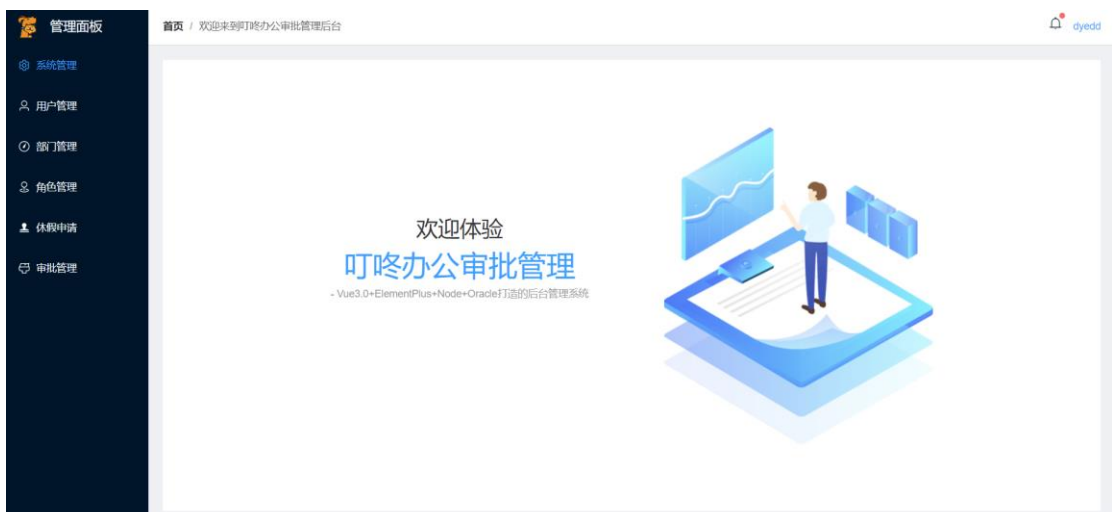 管理面板
首页 / 欢迎来到叮咚办公审批管理后台
dyedd
系统管理
用户管理
部门管理
角色管理
休假申请
审批管理
欢迎体验
叮咚办公审批管理
- Vue3.0+ElementPlus+Node+Oracle打造的后台管理系统